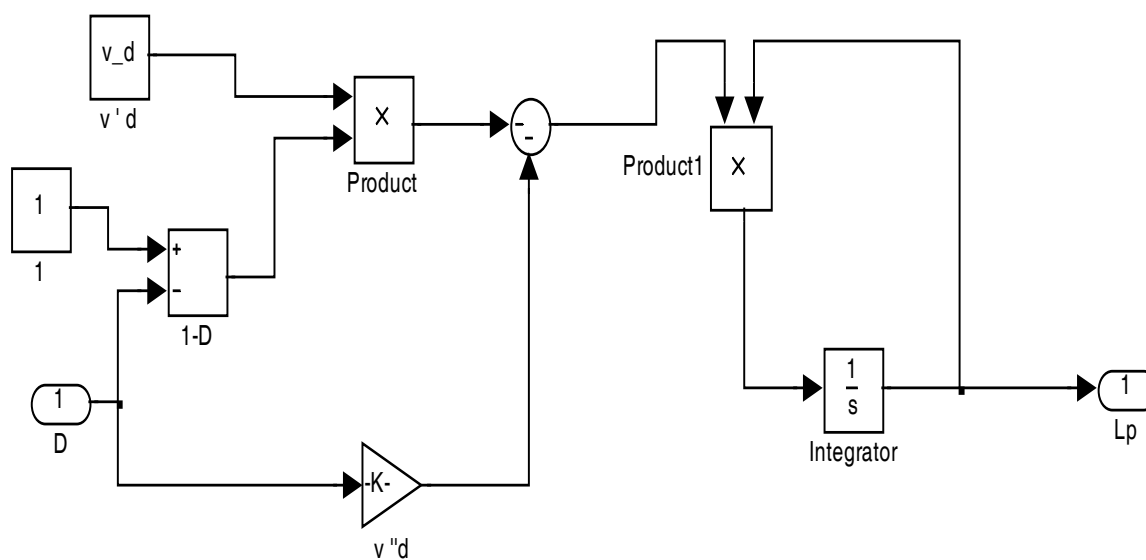 v_d
v ' d
X
Product
-
-
Product1
X
1
1
+
-
1-D
1
D
-K-
v "d
1
s
Integrator
1
Lp